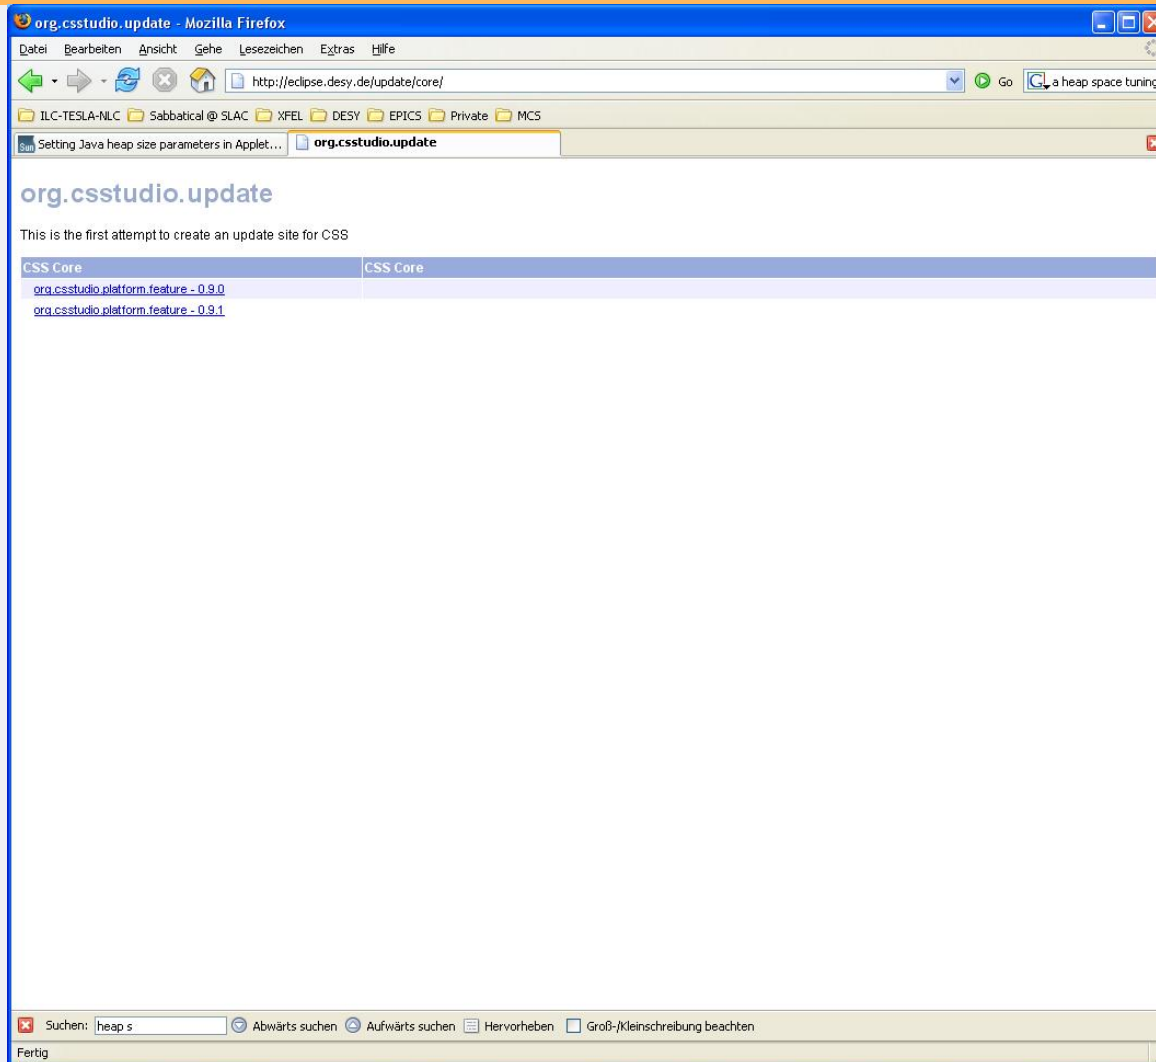 org.csstudio.update - Mozilla Firefox
Datei Bearbeiten Ansicht Gehe Lesezeichen Extras Hilfe
http://eclipse.desy.de/update/core/ Go G a heap space tuning
ILC-TESLA-NLC Sabbatical @ SLAC XFEL DESY EPICS Private MCS
Sun Setting Java heap size parameters in Applet... org.csstudio.update
org.csstudio.update
This is the first attempt to create an update site for CSS
CSS Core CSS Core
org.csstudio.platform.feature - 0.9.0
org.csstudio.platform.feature - 0.9.1
Suchen: heap s Abwärts suchen Aufwärts suchen Hervorheben Groß-/Kleinschreibung beachten
Fertig